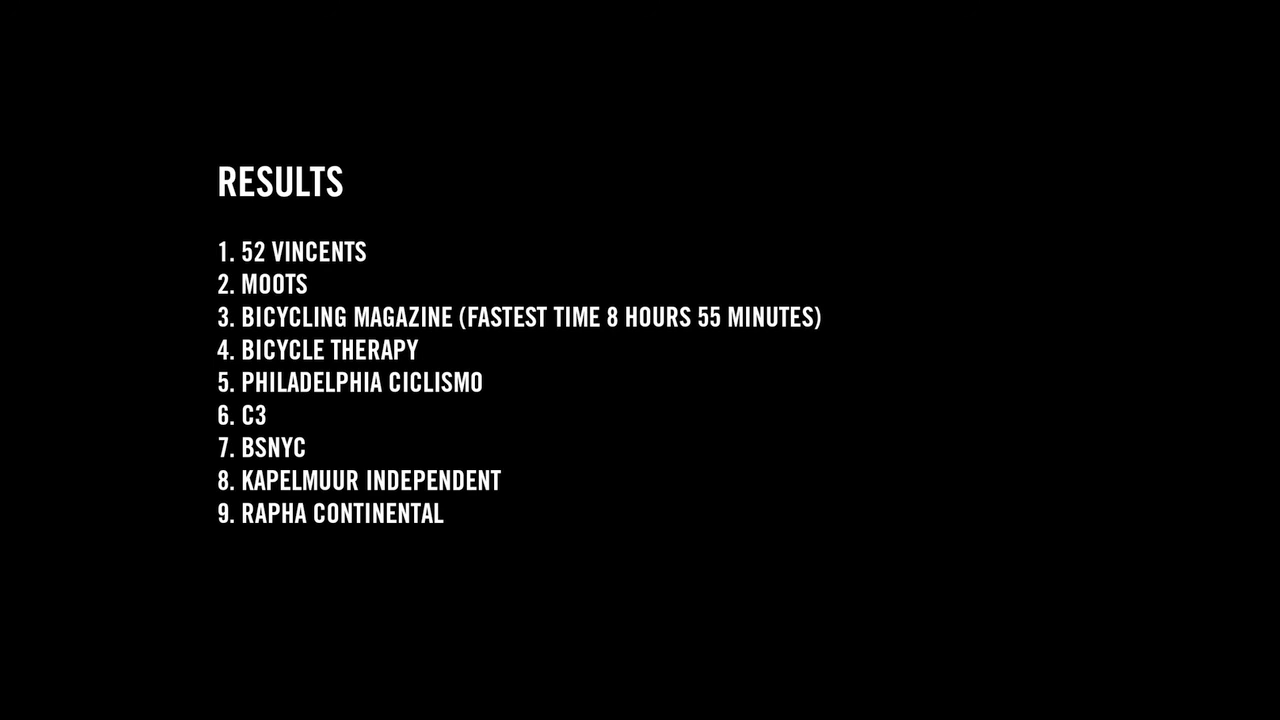 RESULTS
1. 52 VINCENTS
2. MOOTS
3. BICYCLING MAGAZINE (FASTEST TIME 8 HOURS 55 MINUTES)
4. BICYCLE THERAPY
5. PHILADELPHIA CICLISMO
6. C3
7. BSNYC
8. KAPELMUUR INDEPENDENT
9. RAPHA CONTINENTAL